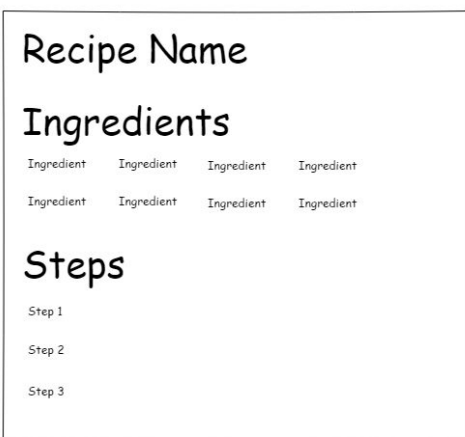 Recipe Name
Ingredients
Ingredient Ingredient Ingredient Ingredient
Ingredient Ingredient Ingredient Ingredient
Steps
Step 1
Step 2
Step 3